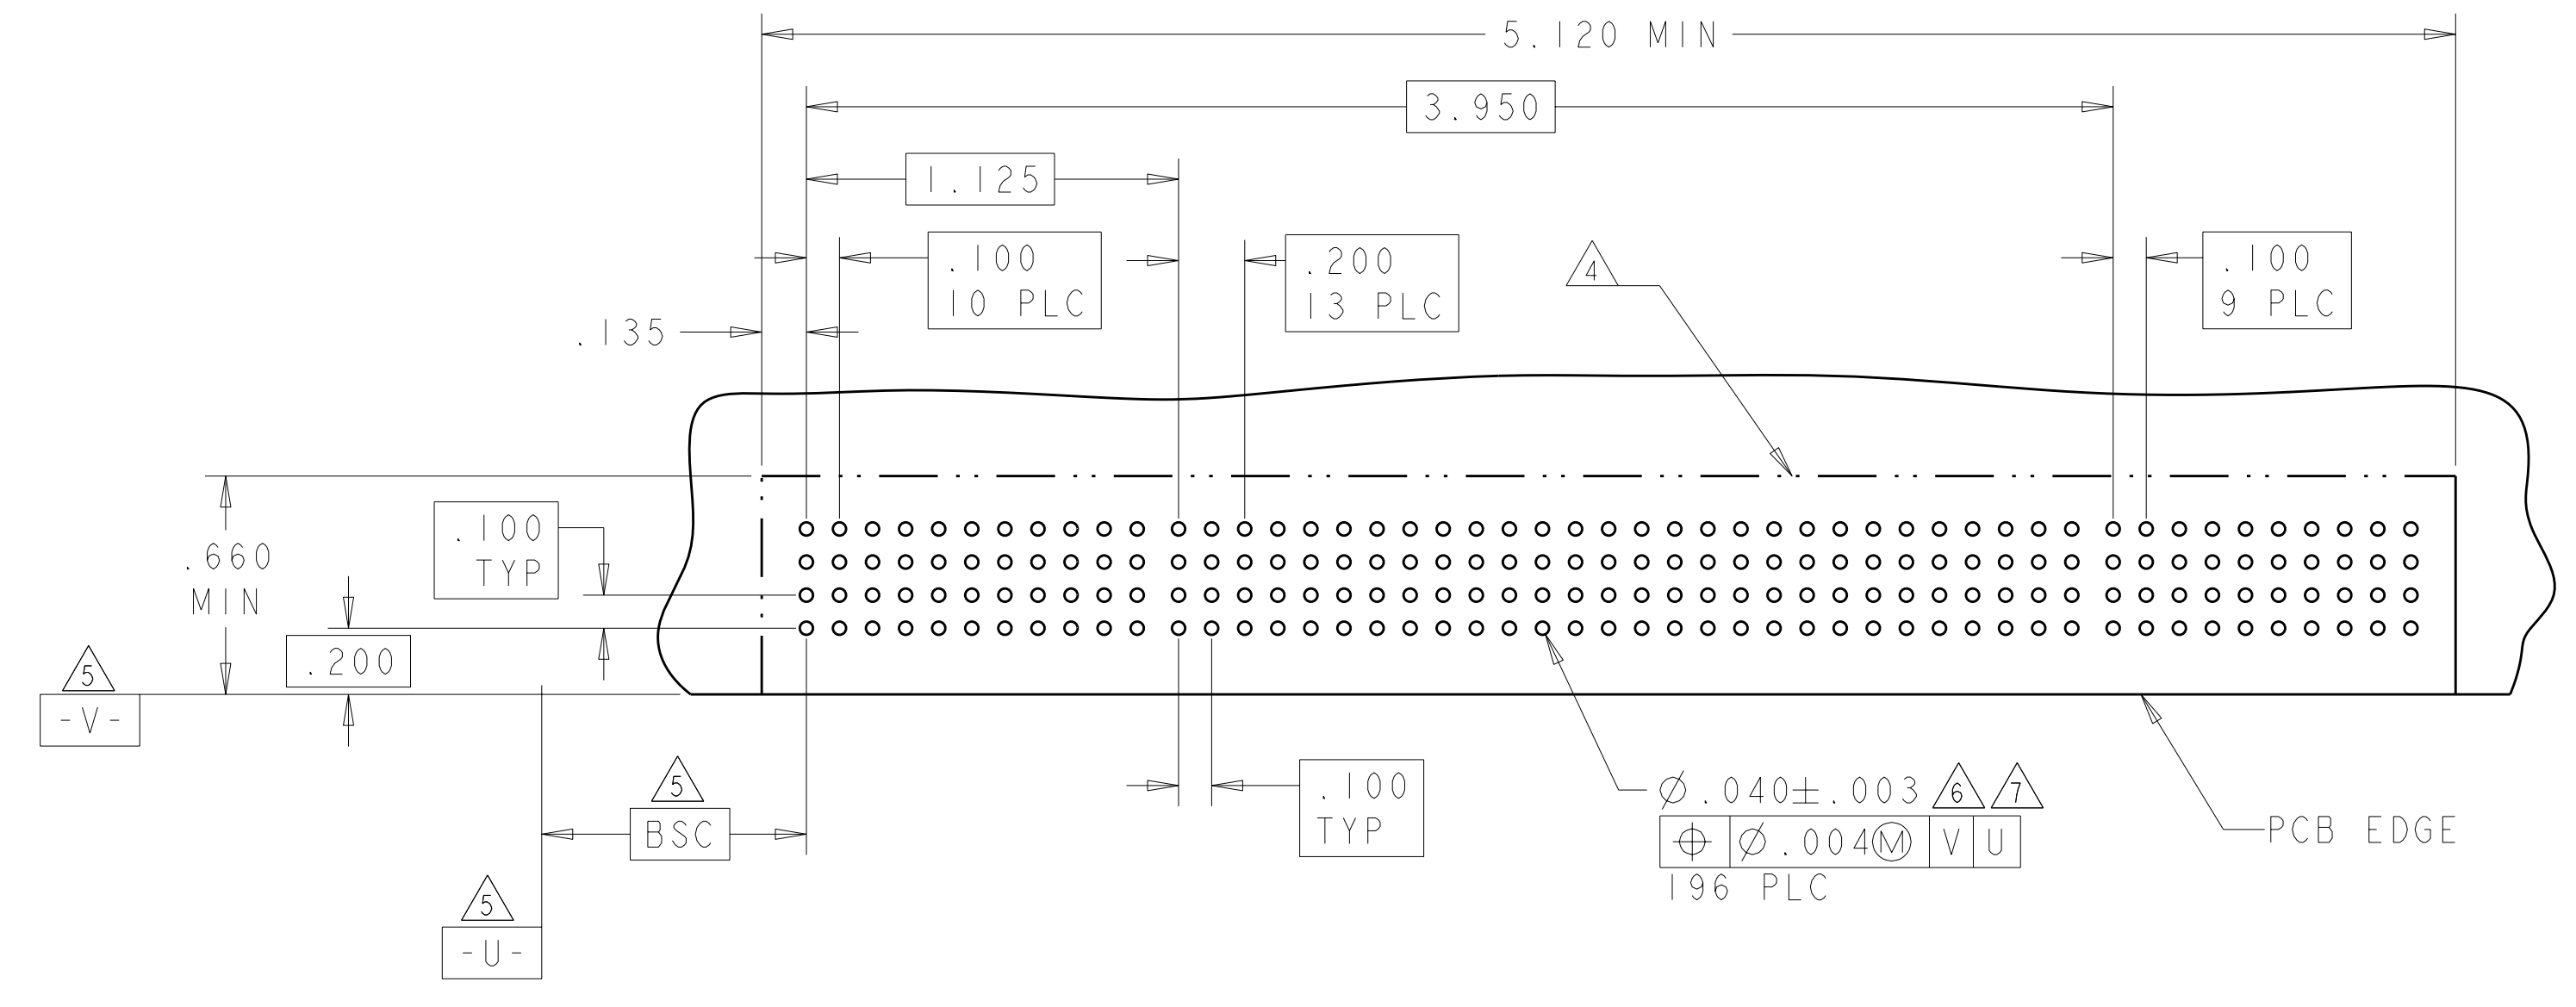 5.120 MIN
3.950
1.125
.100
10 PLC
.200
13 PLC
4
.100
9 PLC
.135
.100
TYP
.660
MIN
.200
5
-V-
5
BSC
.100
TYP
Ø.040±.003 6 7
⌖ Ø.004Ⓜ V U
196 PLC
PCB EDGE
5
-U-